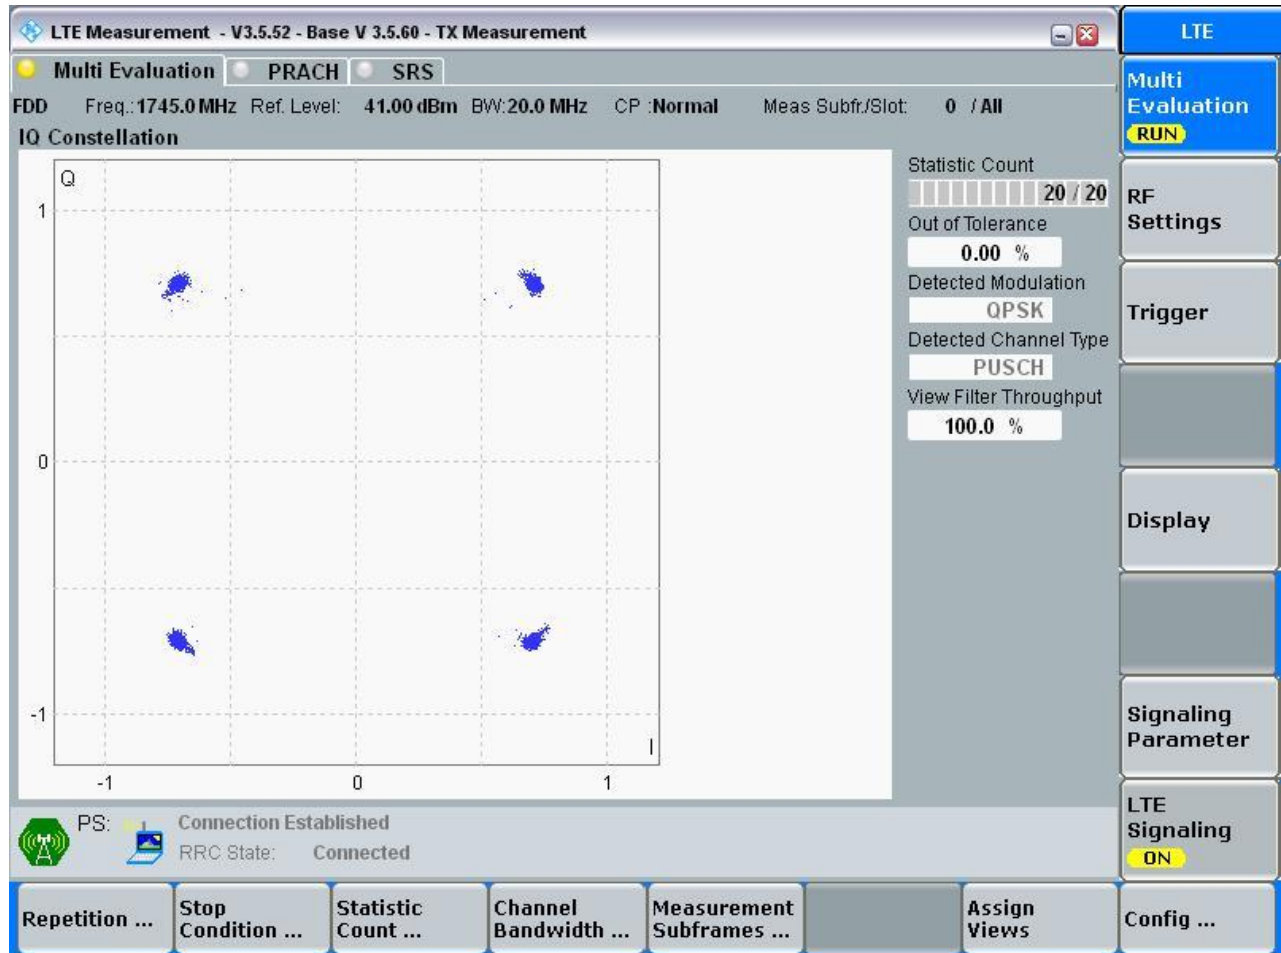 LTE Measurement - V3.5.52 - Base V 3.5.60 - TX Measurement
LTE
Multi Evaluation PRACH SRS
FDD Freq.:1745.0 MHz Ref. Level: 41.00 dBm BW:20.0 MHz CP :Normal Meas Subfr./Slot: 0 / All
IQ Constellation
Q
1
0
-1
I
-1 0 1
Statistic Count
20 / 20
Out of Tolerance
0.00 %
Detected Modulation
QPSK
Detected Channel Type
PUSCH
View Filter Throughput
100.0 %
Multi
Evaluation
RUN
RF
Settings
Trigger
Display
Signaling
Parameter
LTE
Signaling
ON
PS: Connection Established
RRC State: Connected
Repetition ...
Stop
Condition ...
Statistic
Count ...
Channel
Bandwidth ...
Measurement
Subframes ...
Assign
Views
Config ...